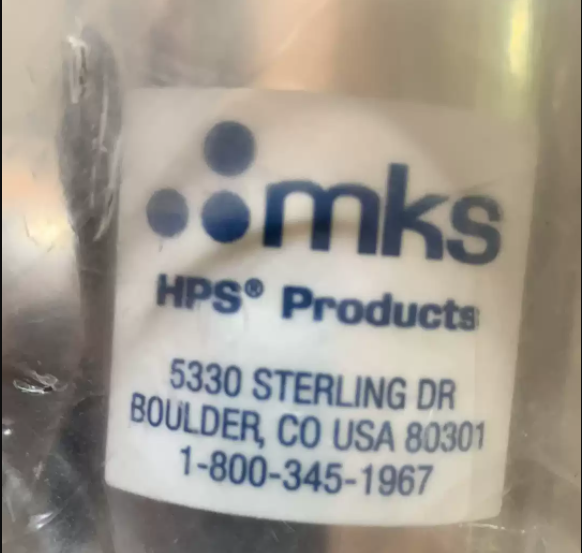 mks
HPS® Products
5330 STERLING DR
BOULDER, CO USA 80301
1-800-345-1967